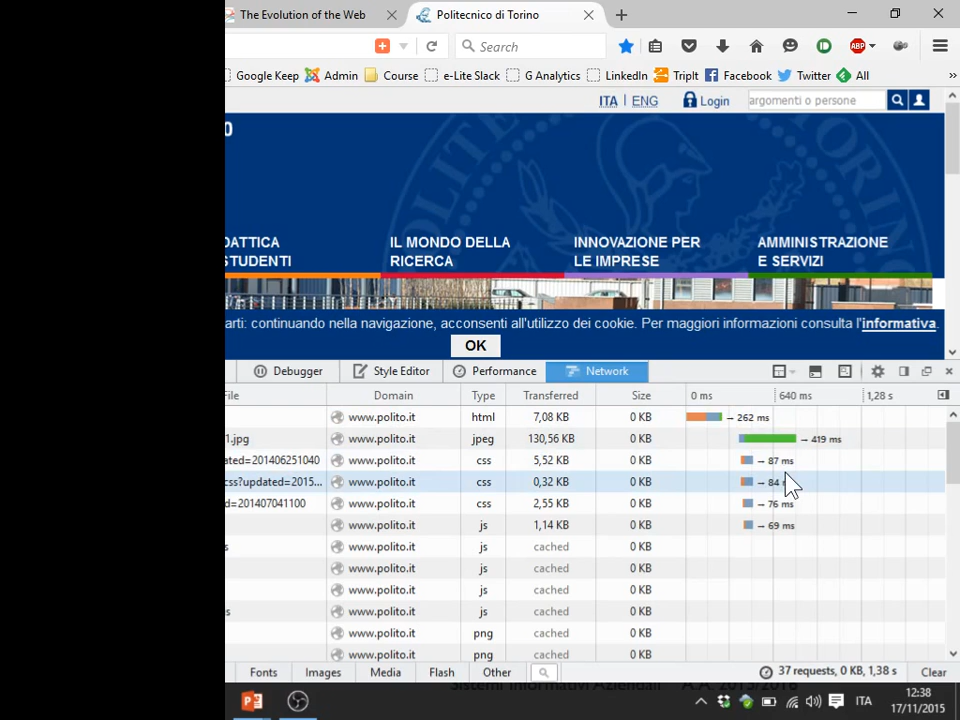 The Evolution of the Web
Politecnico di Torino
Search
ABP
Google Keep Admin Course e-Lite Slack G Analytics LinkedIn TripIt Facebook Twitter All
ITA | ENG Login argomenti o persone
O
POLITECNICO TORINO
DATTICA
STUDENTI
IL MONDO DELLA
RICERCA
INNOVAZIONE PER
LE IMPRESE
AMMINISTRAZIONE
E SERVIZI
arti: continuando nella navigazione, acconsenti all'utilizzo dei cookie. Per maggiori informazioni consulta l'informativa.
OK
Debugger Style Editor Performance Network
File Domain Type Transferred Size 0 ms 640 ms 1,28 s
www.polito.it html 7,08 KB 0 KB → 262 ms
1.jpg www.polito.it jpeg 130,56 KB 0 KB → 419 ms
ated=201406251040 www.polito.it css 5,52 KB 0 KB → 87 ms
css?updated=2015... www.polito.it css 0,32 KB 0 KB → 84
d=201407041100 www.polito.it css 2,55 KB 0 KB → 76 ms
www.polito.it js 1,14 KB 0 KB → 69 ms
s www.polito.it js cached 0 KB
www.polito.it js cached 0 KB
www.polito.it js cached 0 KB
ns www.polito.it js cached 0 KB
www.polito.it png cached 0 KB
www.polito.it png cached 0 KB
Fonts Images Media Flash Other 37 requests, 0 KB, 1,38 s Clear
Sistemi Informativi Aziendali A.A. 2015/2016
ITA
12:38
17/11/2015